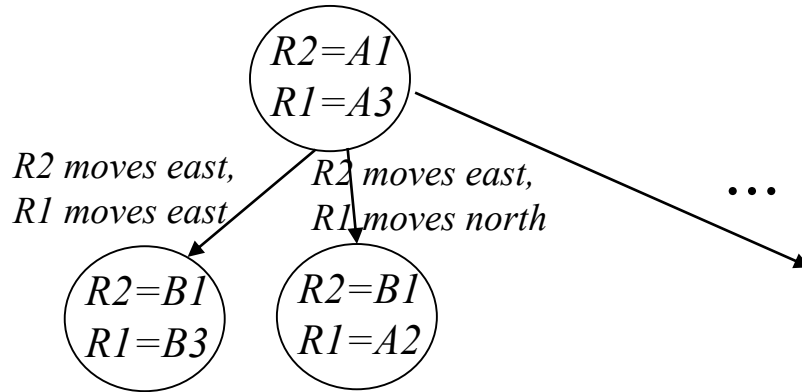 R2=A1
R1=A3
R2 moves east,
R1 moves east
R2 moves east,
R1 moves north
...
R2=B1
R1=B3
R2=B1
R1=A2